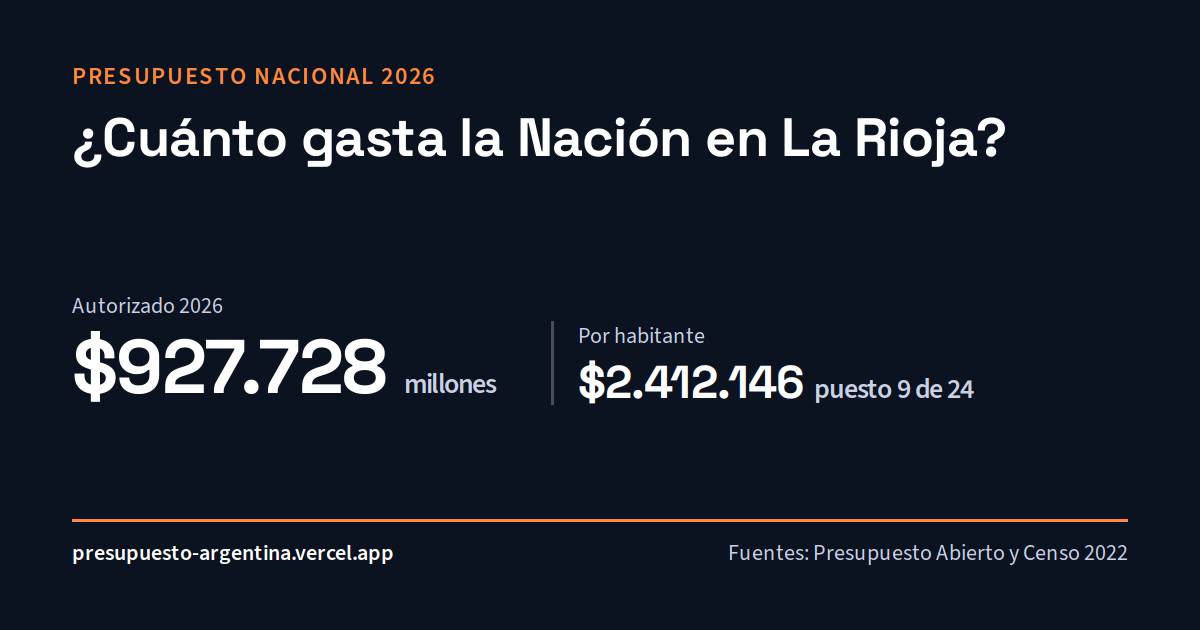 PRESUPUESTO NACIONAL 2026
¿Cuánto gasta la Nación en La Rioja?
Autorizado 2026
$927.728 millones
Por habitante
$2.412.146 puesto 9 de 24
presupuesto-argentina.vercel.app
Fuentes: Presupuesto Abierto y Censo 2022